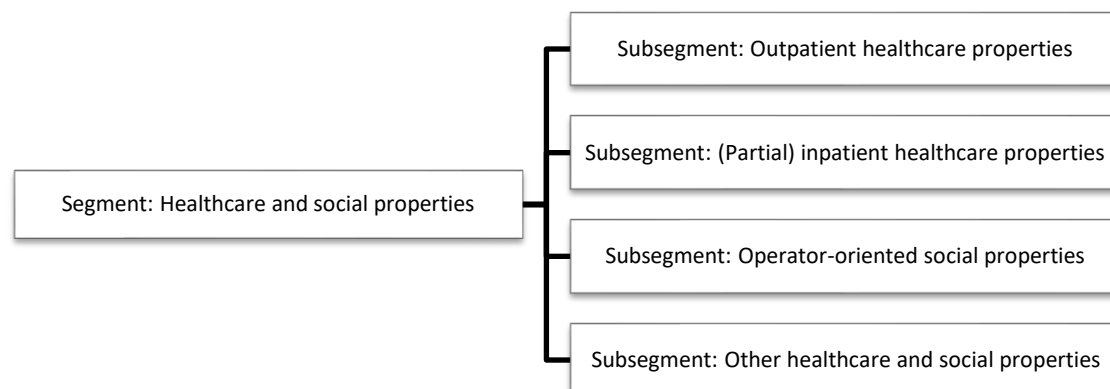 Segment: Healthcare and social properties
Subsegment: Outpatient healthcare properties
Subsegment: (Partial) inpatient healthcare properties
Subsegment: Operator-oriented social properties
Subsegment: Other healthcare and social properties